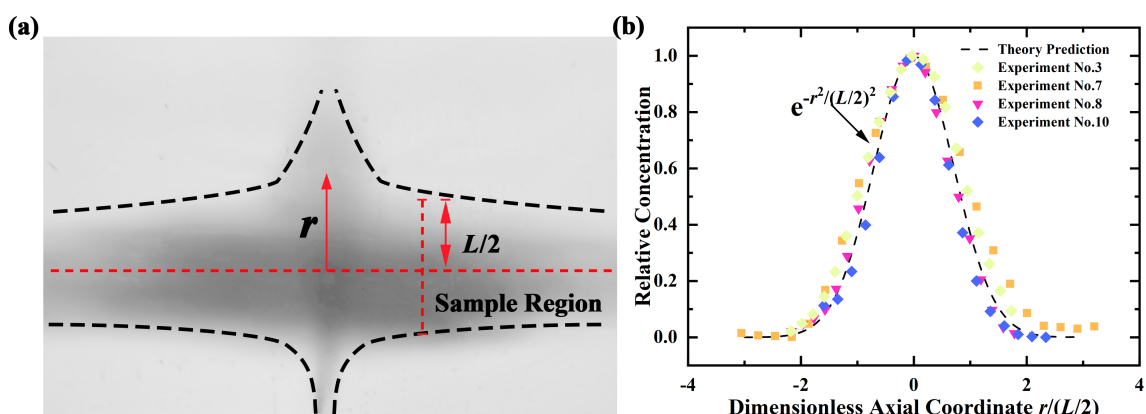 (a)
r
L/2
Sample Region
(b)
Relative Concentration
1.0
0.8
0.6
0.4
0.2
0.0
Theory Prediction
Experiment No.3
Experiment No.7
Experiment No.8
Experiment No.10
e-r²/(L/2)²
-4
-2
0
2
4
Dimensionless Axial Coordinate r/(L/2)